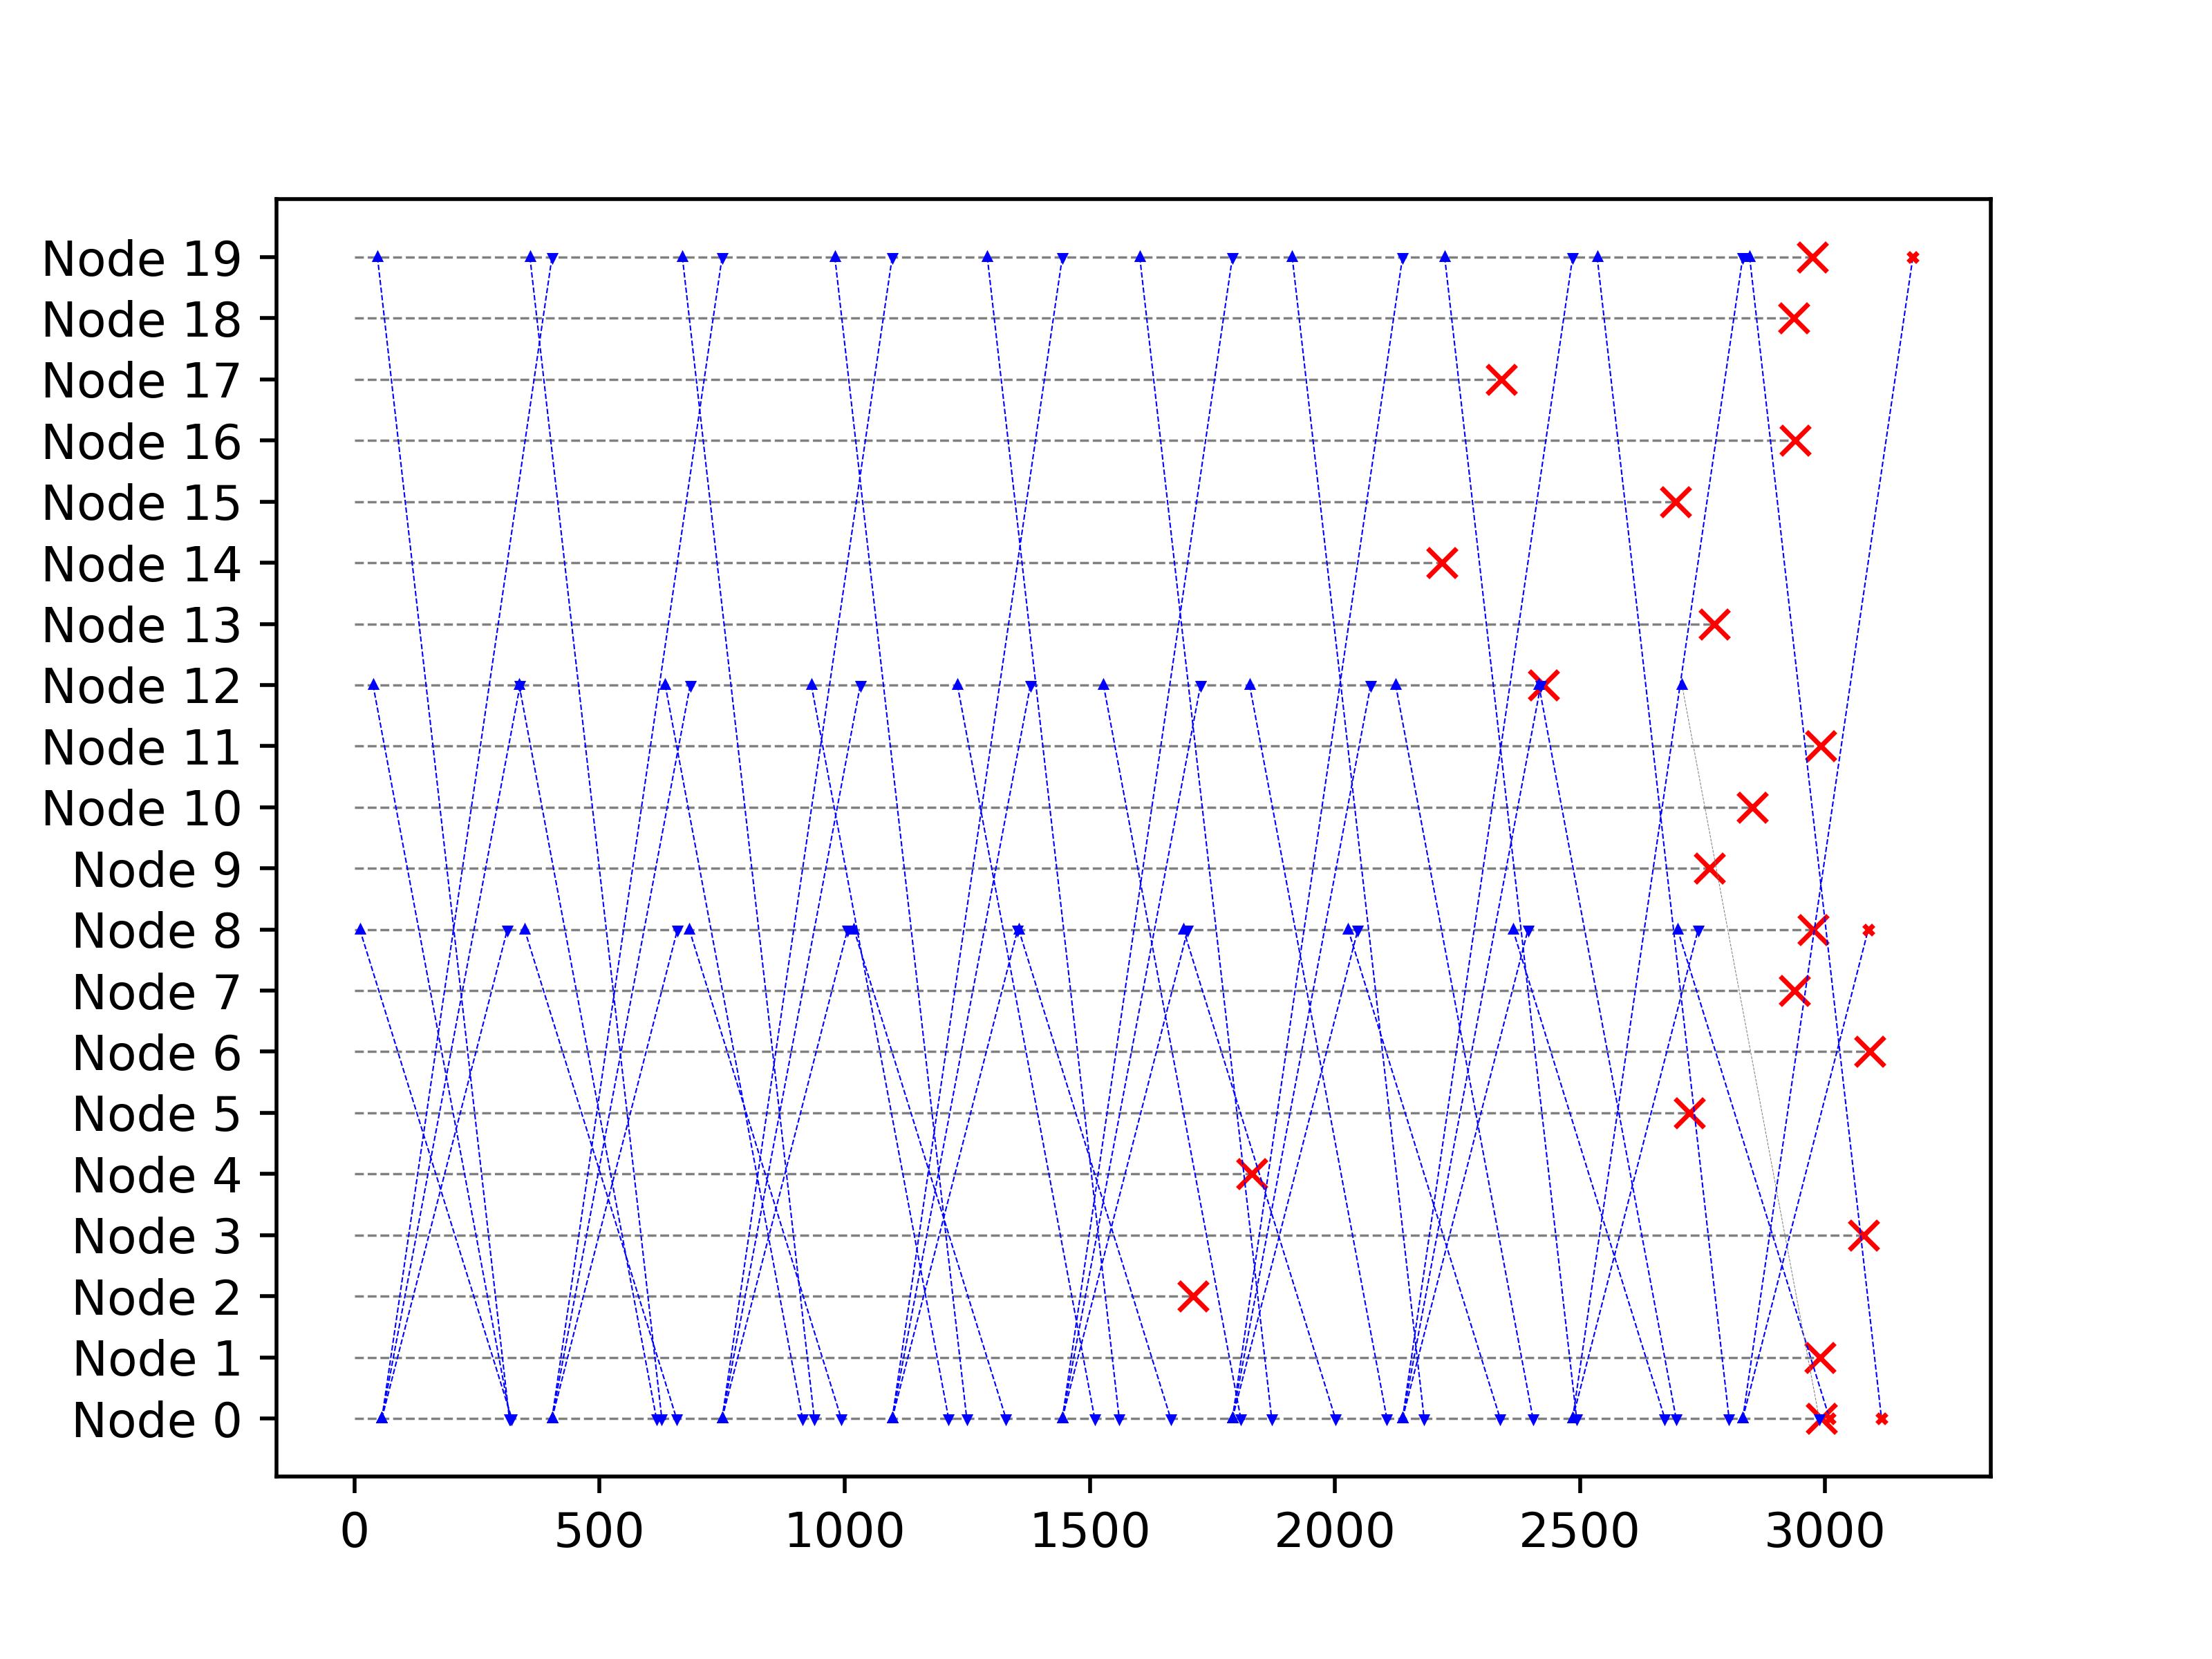 Node 19
Node 18
Node 17
Node 16
Node 15
Node 14
Node 13
Node 12
Node 11
Node 10
Node 9
Node 8
Node 7
Node 6
Node 5
Node 4
Node 3
Node 2
Node 1
Node 0
0 500 1000 1500 2000 2500 3000